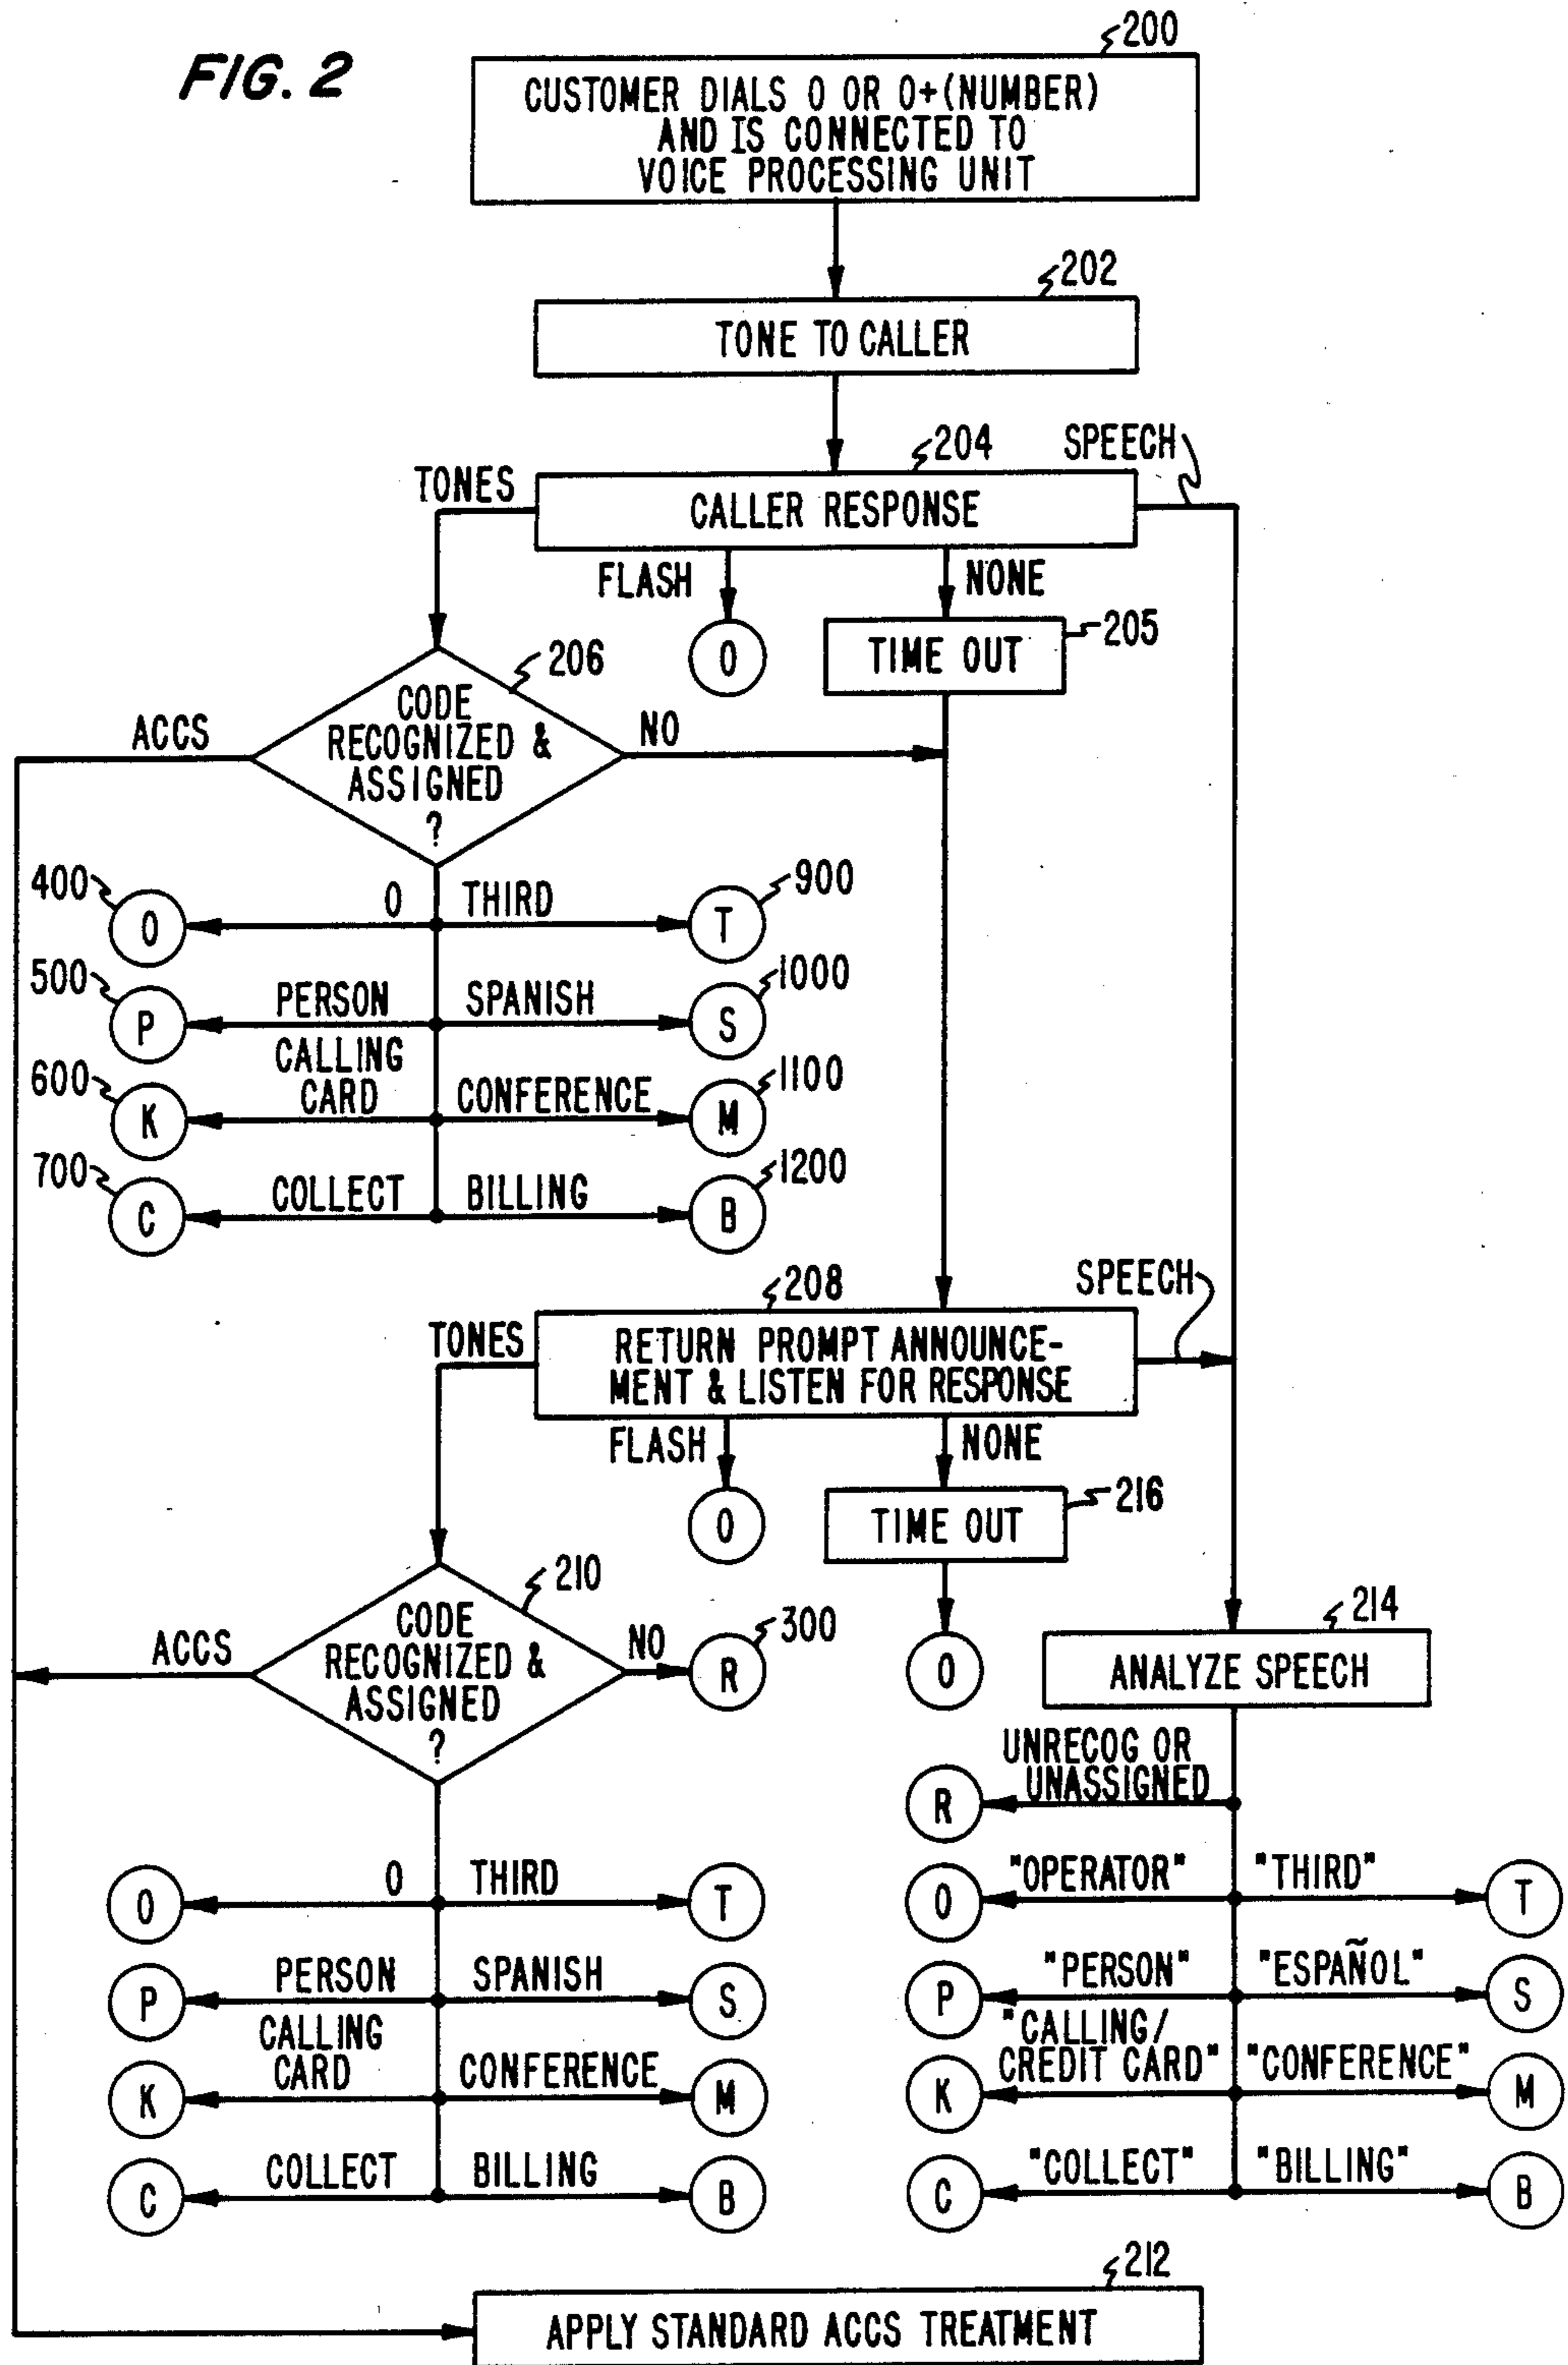 FIG. 2
200
CUSTOMER DIALS 0 OR 0+(NUMBER)
AND IS CONNECTED TO
VOICE PROCESSING UNIT
202
TONE TO CALLER
204
SPEECH
TONES
CALLER RESPONSE
FLASH
NONE
O
TIME OUT
205
206
CODE
RECOGNIZED &
ASSIGNED
?
ACCS
NO
400
O
0
THIRD
T
900
500
P
PERSON
SPANISH
S
1000
600
K
CALLING
CARD
CONFERENCE
M
1100
700
C
COLLECT
BILLING
B
1200
208
SPEECH
TONES
RETURN PROMPT ANNOUNCE-
MENT & LISTEN FOR RESPONSE
FLASH
NONE
O
TIME OUT
216
O
210
CODE
RECOGNIZED &
ASSIGNED
?
ACCS
NO
R
300
214
ANALYZE SPEECH
UNRECOG OR
UNASSIGNED
R
O
0
THIRD
T
P
PERSON
SPANISH
S
K
CALLING
CARD
CONFERENCE
M
C
COLLECT
BILLING
B
O
"OPERATOR"
"THIRD"
T
P
"PERSON"
"ESPAÑOL"
S
K
"CALLING/
CREDIT CARD"
"CONFERENCE"
M
C
"COLLECT"
"BILLING"
B
212
APPLY STANDARD ACCS TREATMENT